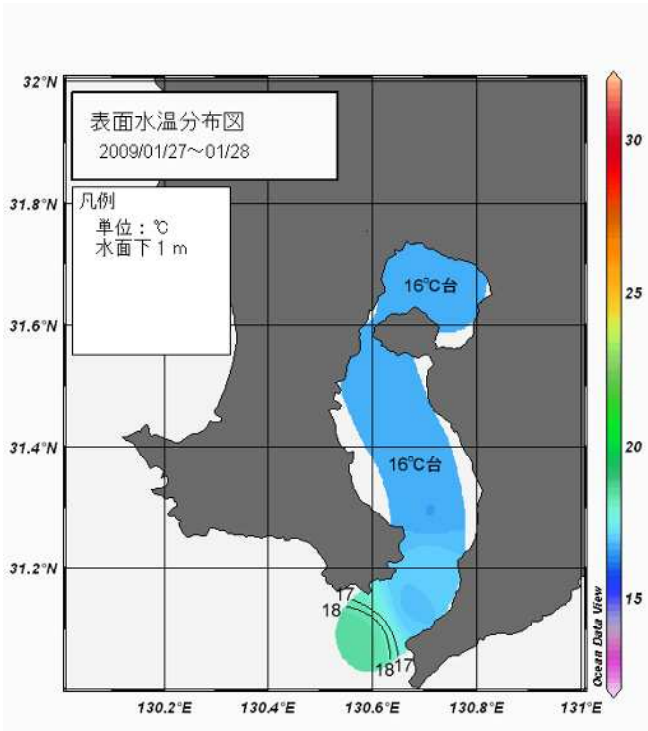 32°N
表面水温分布図
2009/01/27～01/28
30
31.8°N
凡例
単位：℃
水面下１ｍ
16℃台
25
31.6°N
31.4°N
16℃台
20
31.2°N
17
18
15
18
17
Ocean Data View
130.2°E
130.4°E
130.6°E
130.8°E
131°E